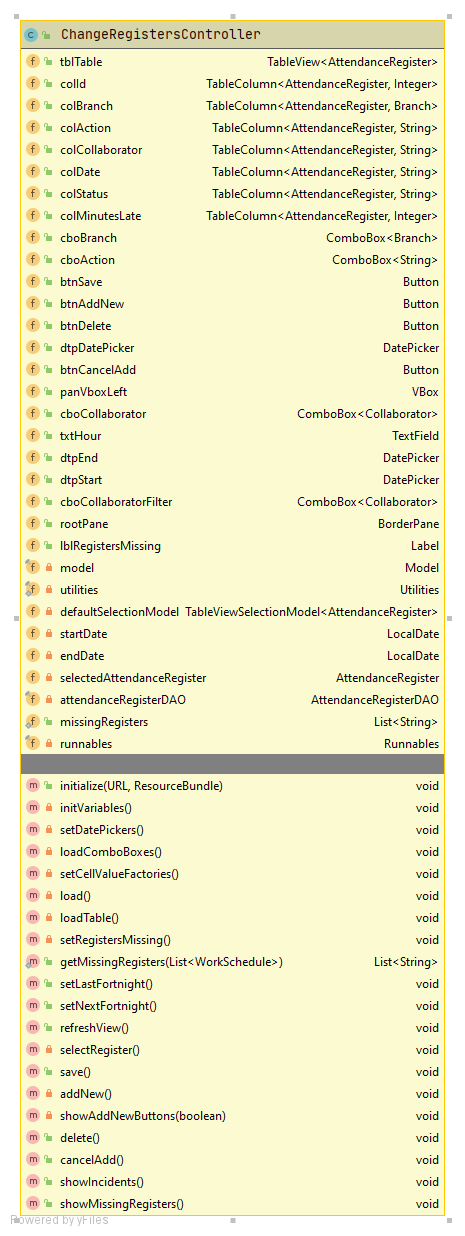 C ChangeRegistersController
f tblTable TableView<AttendanceRegister>
f colId TableColumn<AttendanceRegister, Integer>
f colBranch TableColumn<AttendanceRegister, Branch>
f colAction TableColumn<AttendanceRegister, String>
f colCollaborator TableColumn<AttendanceRegister, String>
f colDate TableColumn<AttendanceRegister, String>
f colStatus TableColumn<AttendanceRegister, String>
f colMinutesLate TableColumn<AttendanceRegister, Integer>
f cboBranch ComboBox<Branch>
f cboAction ComboBox<String>
f btnSave Button
f btnAddNew Button
f btnDelete Button
f dtpDatePicker DatePicker
f btnCancelAdd Button
f panVboxLeft VBox
f cboCollaborator ComboBox<Collaborator>
f txtHour TextField
f dtpEnd DatePicker
f dtpStart DatePicker
f cboCollaboratorFilter ComboBox<Collaborator>
f rootPane BorderPane
f lblRegistersMissing Label
f model Model
f utilities Utilities
f defaultSelectionModel TableViewSelectionModel<AttendanceRegister>
f startDate LocalDate
f endDate LocalDate
f selectedAttendanceRegister AttendanceRegister
f attendanceRegisterDAO AttendanceRegisterDAO
f missingRegisters List<String>
f runnables Runnables
m initialize(URL, ResourceBundle) void
m initVariables() void
m setDatePickers() void
m loadComboBoxes() void
m setCellValueFactories() void
m load() void
m loadTable() void
m setRegistersMissing() void
m getMissingRegisters(List<WorkSchedule>) List<String>
m setLastFortnight() void
m setNextFortnight() void
m refreshView() void
m selectRegister() void
m save() void
m addNew() void
m showAddNewButtons(boolean) void
m delete() void
m cancelAdd() void
m showIncidents() void
m showMissingRegisters() void
Powered by yFiles